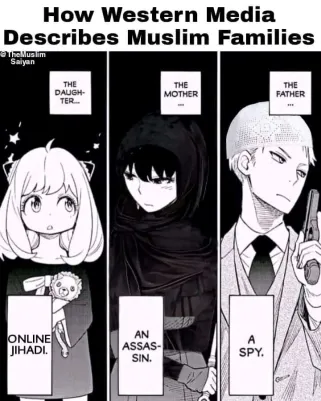 How Western Media
Describes Muslim Families
@TheMuslim
Saiyan
THE
DAUGH-
TER...
THE
MOTHER
...
THE
FATHER
...
ONLINE
JIHADI.
AN
ASSAS-
SIN.
A
SPY.